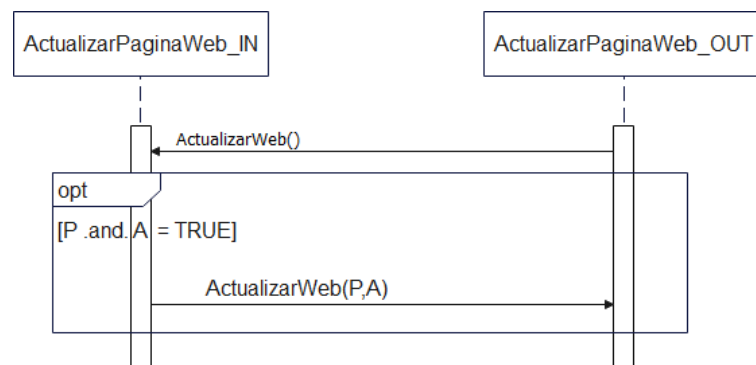 ActualizarPaginaWeb_IN
ActualizarPaginaWeb_OUT
ActualizarWeb()
opt
[P .and. A = TRUE]
ActualizarWeb(P,A)